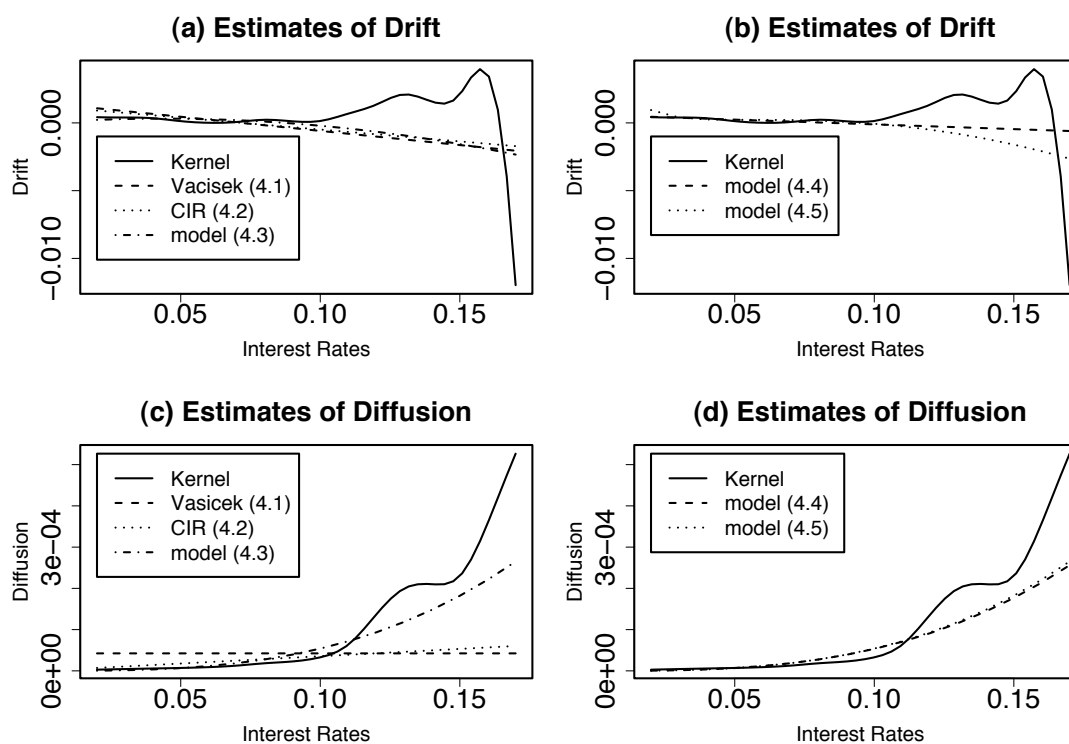 (a) Estimates of Drift
Drift
0.000
−0.010
Kernel
Vacisek (4.1)
CIR (4.2)
model (4.3)
0.05 0.10 0.15
Interest Rates
(b) Estimates of Drift
Drift
0.000
−0.010
Kernel
model (4.4)
model (4.5)
0.05 0.10 0.15
Interest Rates
(c) Estimates of Diffusion
Diffusion
3e−04
0e+00
Kernel
Vasicek (4.1)
CIR (4.2)
model (4.3)
0.05 0.10 0.15
Interest Rates
(d) Estimates of Diffusion
Diffusion
3e−04
0e+00
Kernel
model (4.4)
model (4.5)
0.05 0.10 0.15
Interest Rates